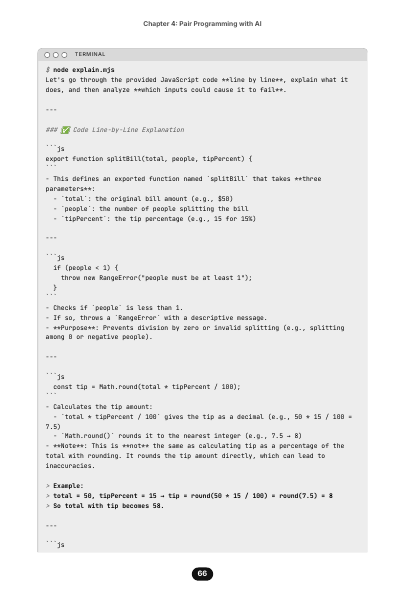 Chapter 4: Pair Programming with AI
TERMINAL
$ node explain.mjs
Let's go through the provided JavaScript code **line by line**, explain what it
does, and then analyze **which inputs could cause it to fail**.
---
### ✅ Code Line-by-Line Explanation
```js
export function splitBill(total, people, tipPercent) {
```
- This defines an exported function named `splitBill` that takes **three
parameters**:
- `total`: the original bill amount (e.g., $50)
- `people`: the number of people splitting the bill
- `tipPercent`: the tip percentage (e.g., 15 for 15%)
---
```js
if (people < 1) {
throw new RangeError("people must be at least 1");
}
```
- Checks if `people` is less than 1.
- If so, throws a `RangeError` with a descriptive message.
- **Purpose**: Prevents division by zero or invalid splitting (e.g., splitting
among 0 or negative people).
---
```js
const tip = Math.round(total * tipPercent / 100);
```
- Calculates the tip amount:
- `total * tipPercent / 100` gives the tip as a decimal (e.g., 50 * 15 / 100 =
7.5)
- `Math.round()` rounds it to the nearest integer (e.g., 7.5 → 8)
- **Note**: This is **not** the same as calculating tip as a percentage of the
total with rounding. It rounds the tip amount directly, which can lead to
inaccuracies.
> Example:
> total = 50, tipPercent = 15 → tip = round(50 * 15 / 100) = round(7.5) = 8
> So total with tip becomes 58.
---
```js
66